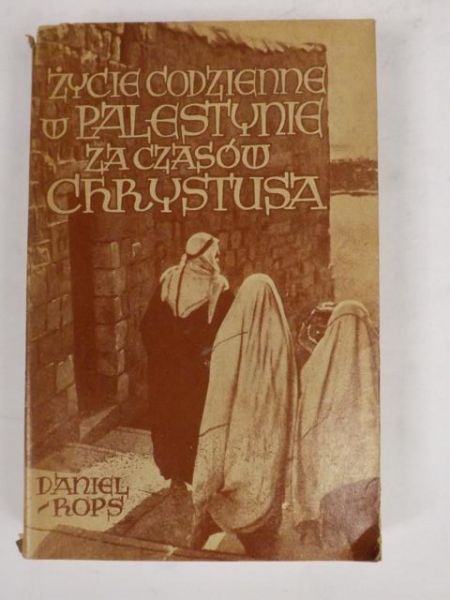 ŻYCIE CODZIENNE
W PALESTYNIE
ZA CZASÓW
CHRYSTUSA
DANIEL
-ROPS